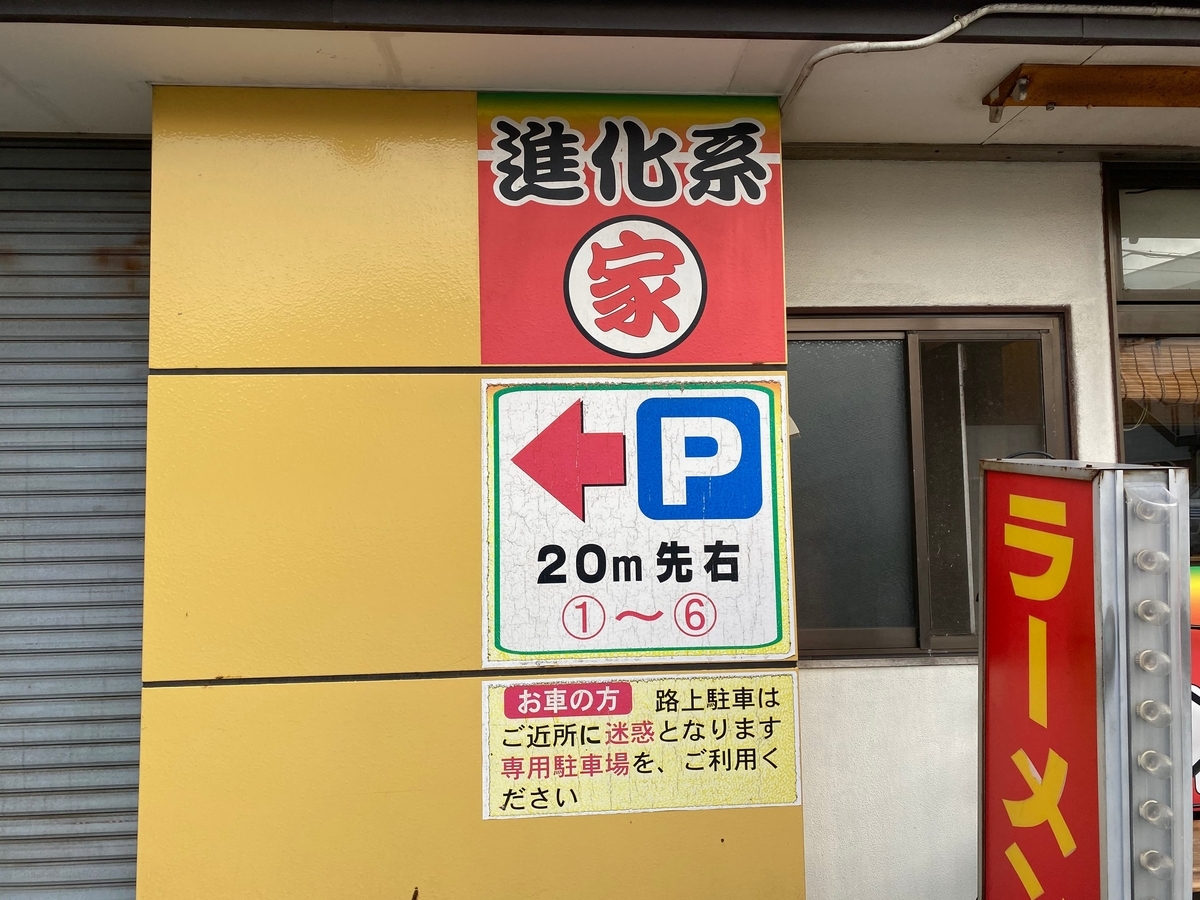 進化系
家
P
20m先右
①〜⑥
お車の方 路上駐車は
ご近所に迷惑となります
専用駐車場を、ご利用く
ださい
ラーメン